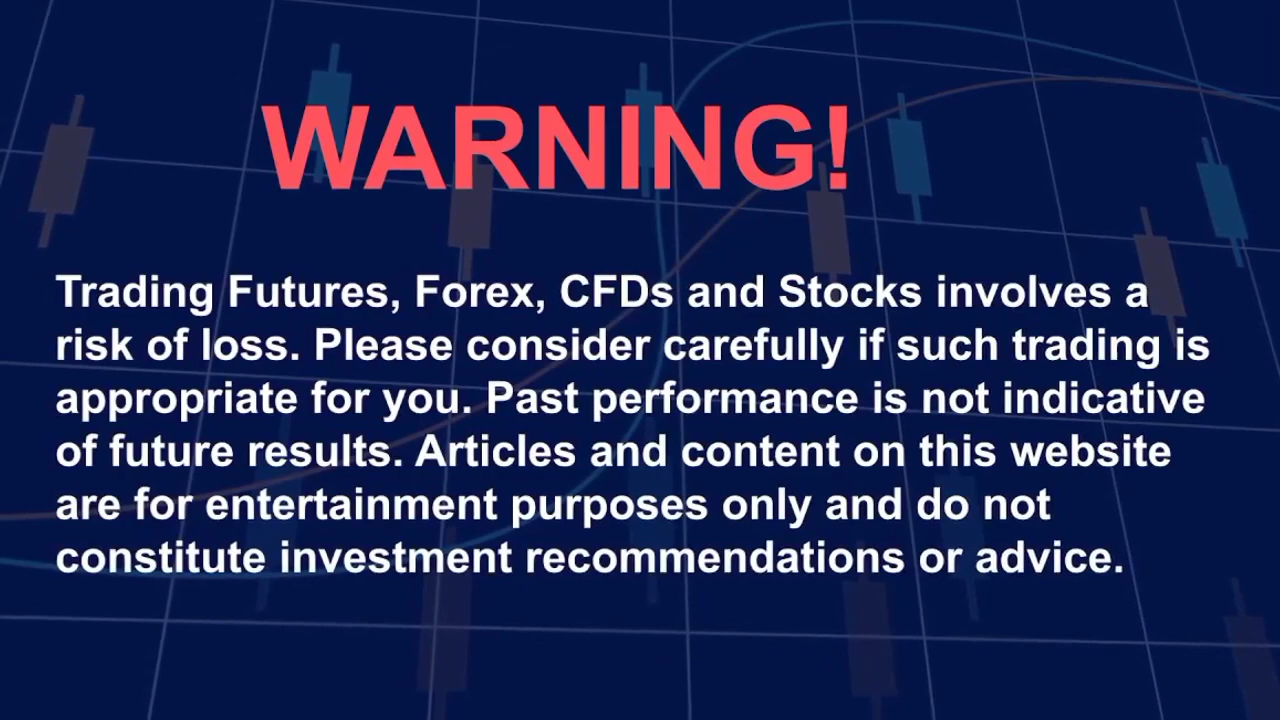 WARNING!
Trading Futures, Forex, CFDs and Stocks involves a
risk of loss. Please consider carefully if such trading is
appropriate for you. Past performance is not indicative
of future results. Articles and content on this website
are for entertainment purposes only and do not
constitute investment recommendations or advice.